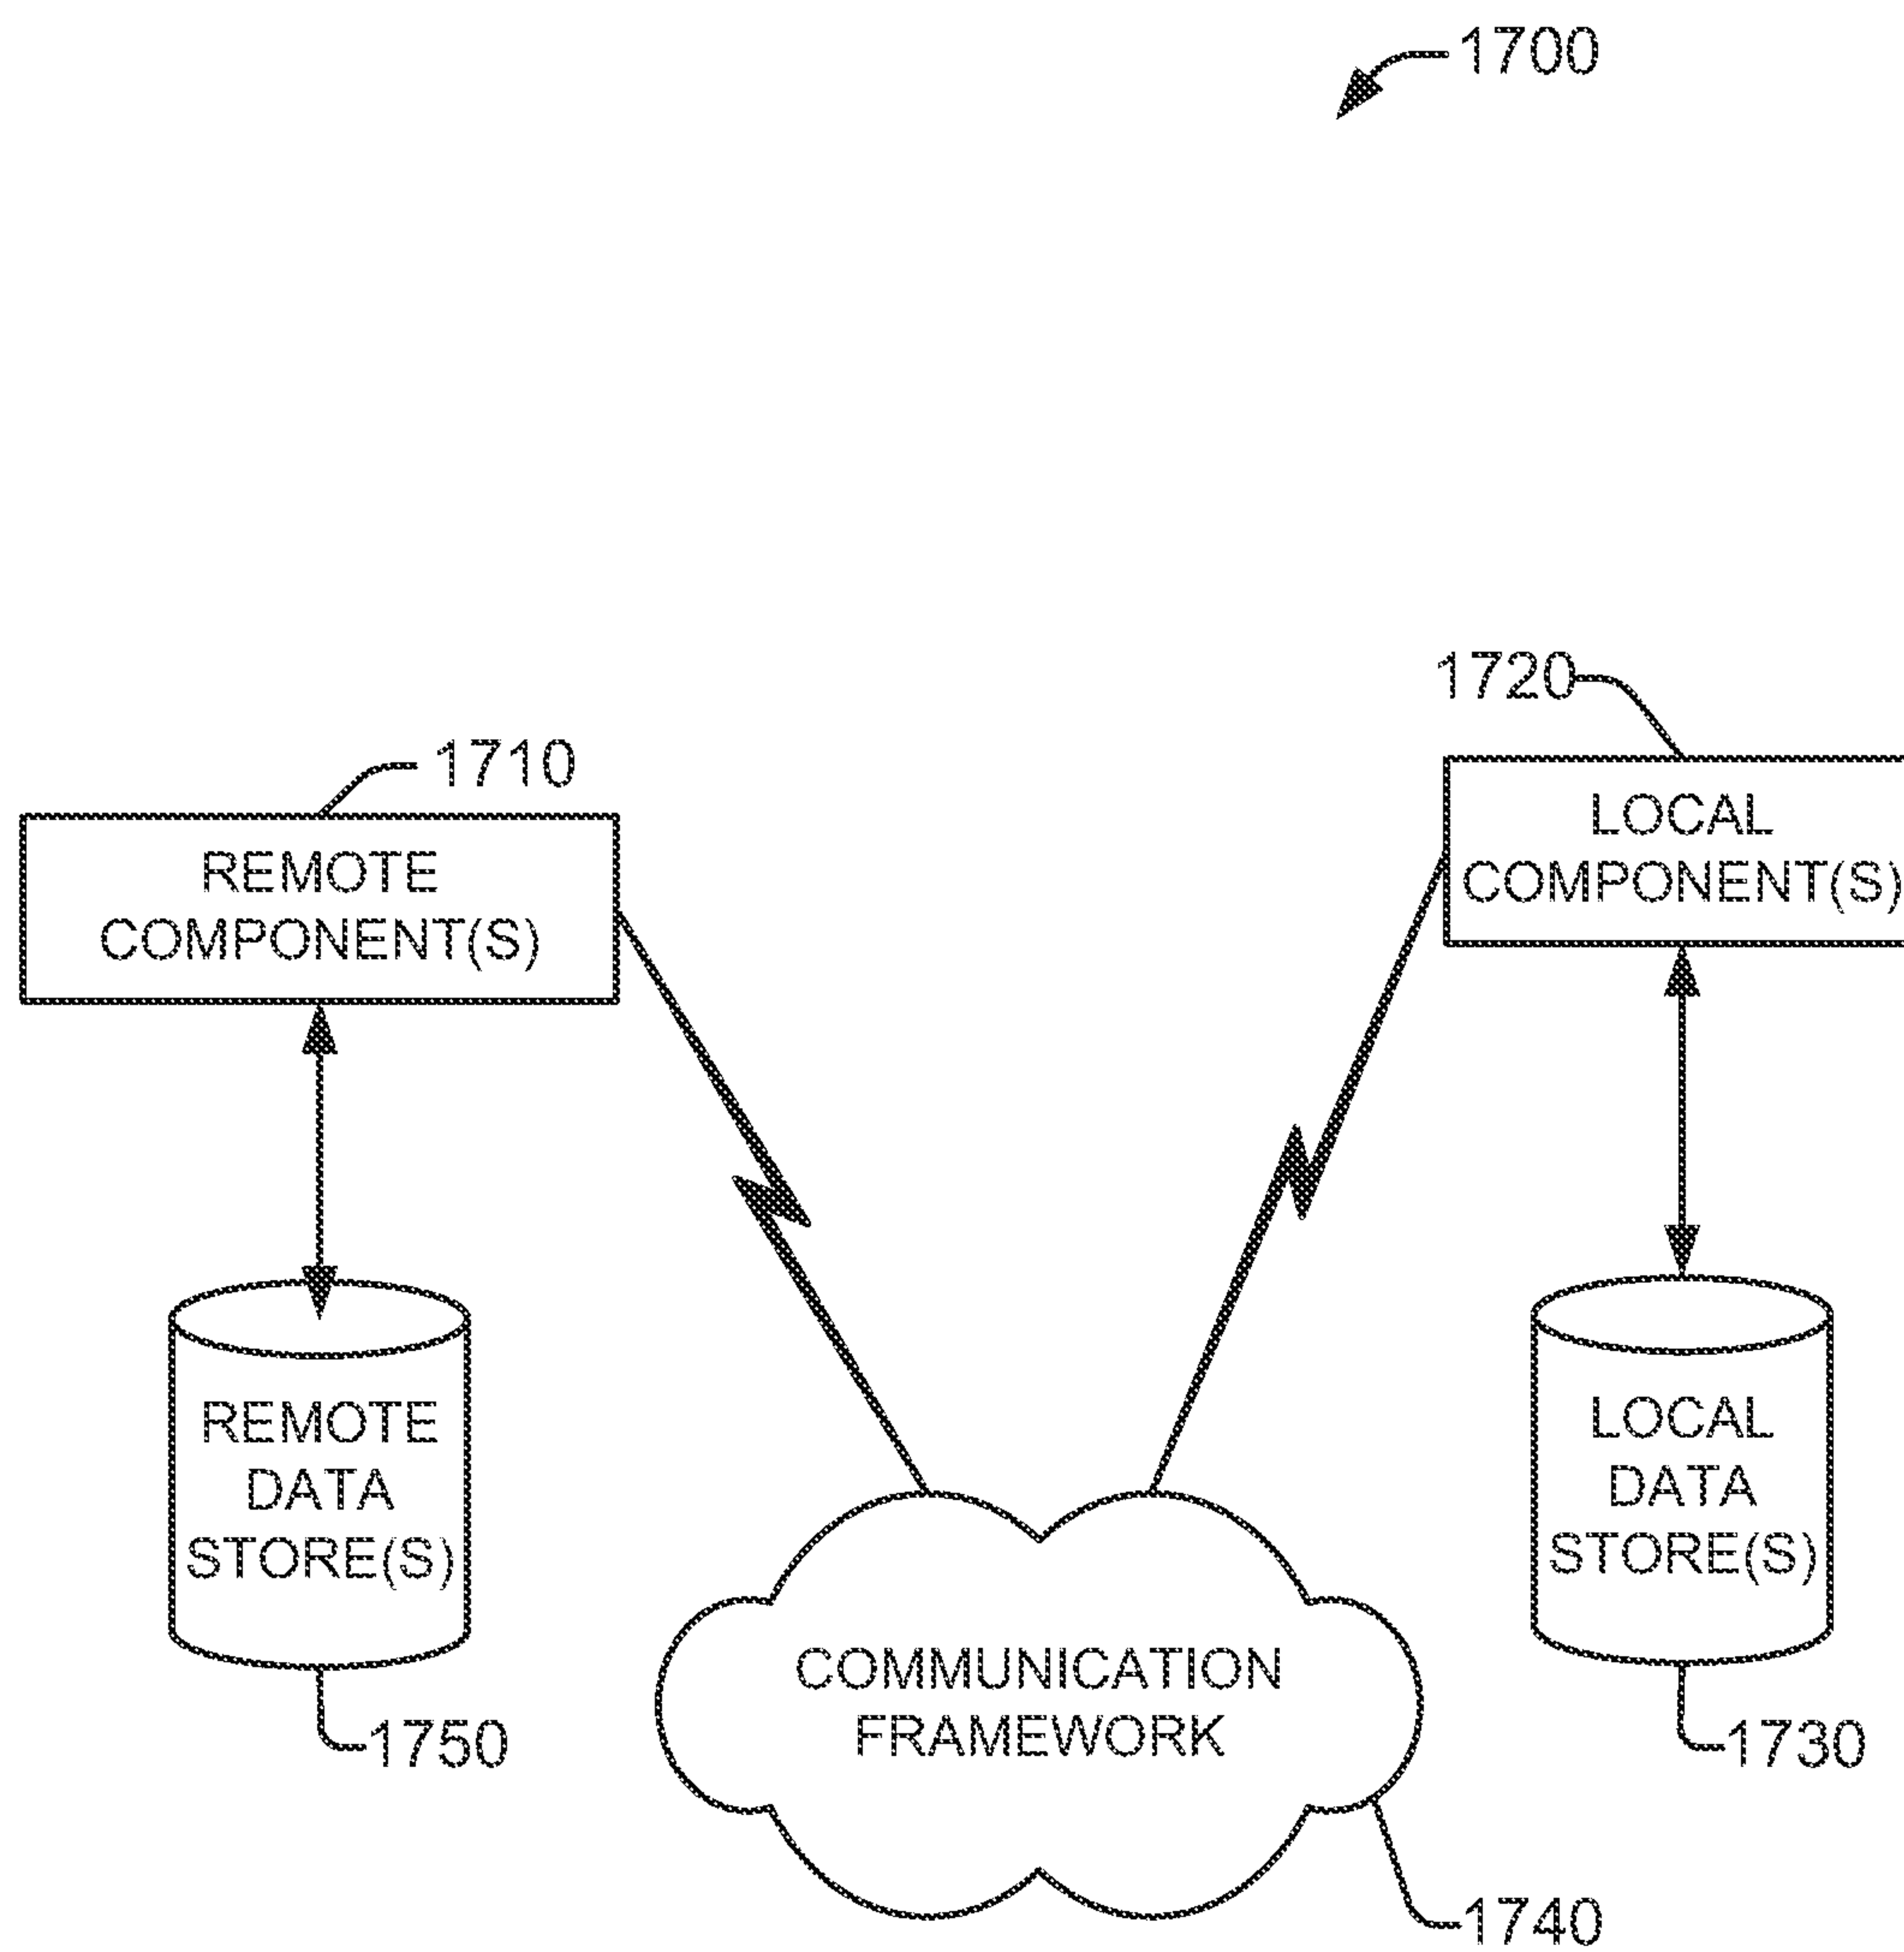 1700
1720
1710
LOCAL
COMPONENT(S)
REMOTE
COMPONENT(S)
REMOTE
DATA
STORE(S)
LOCAL
DATA
STORE(S)
COMMUNICATION
FRAMEWORK
1750
1730
1740